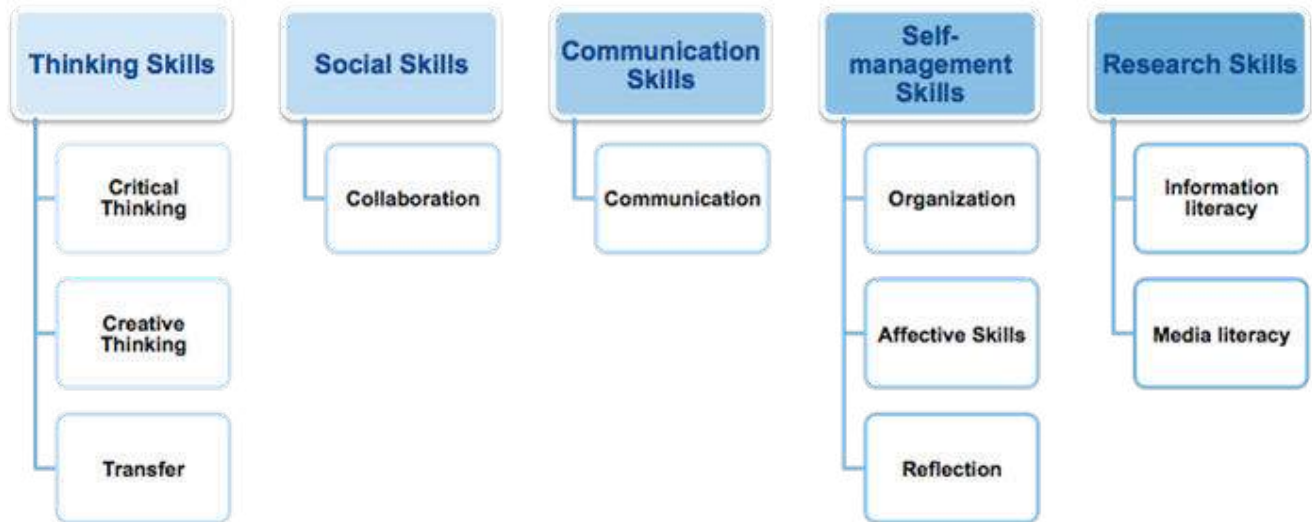 Thinking Skills
Critical
Thinking
Creative
Thinking
Transfer
Social Skills
Collaboration
Communication
Skills
Communication
Self-
management
Skills
Organization
Affective Skills
Reflection
Research Skills
Information
literacy
Media literacy